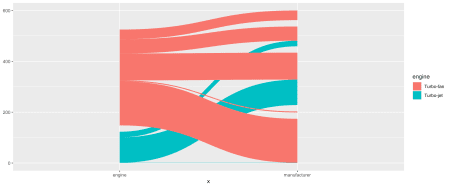 600
400
200
0
engine
manufacturer
x
engine
Turbo-fan
Turbo-jet